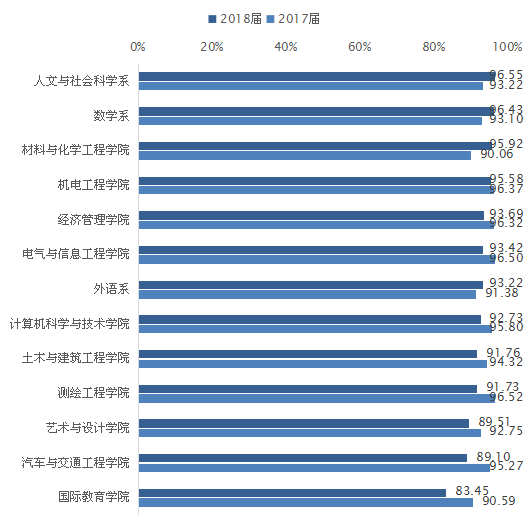 2018届 2017届
0% 20% 40% 60% 80% 100%
人文与社会科学系 96.55
93.22
数学系 96.43
93.10
材料与化学工程学院 95.92
90.06
机电工程学院 95.58
96.37
经济管理学院 93.69
96.32
电气与信息工程学院 93.42
96.50
外语系 93.22
91.38
计算机科学与技术学院 92.73
95.80
土木与建筑工程学院 91.76
94.32
测绘工程学院 91.73
96.52
艺术与设计学院 89.51
92.75
汽车与交通工程学院 89.10
95.27
国际教育学院 83.45
90.59